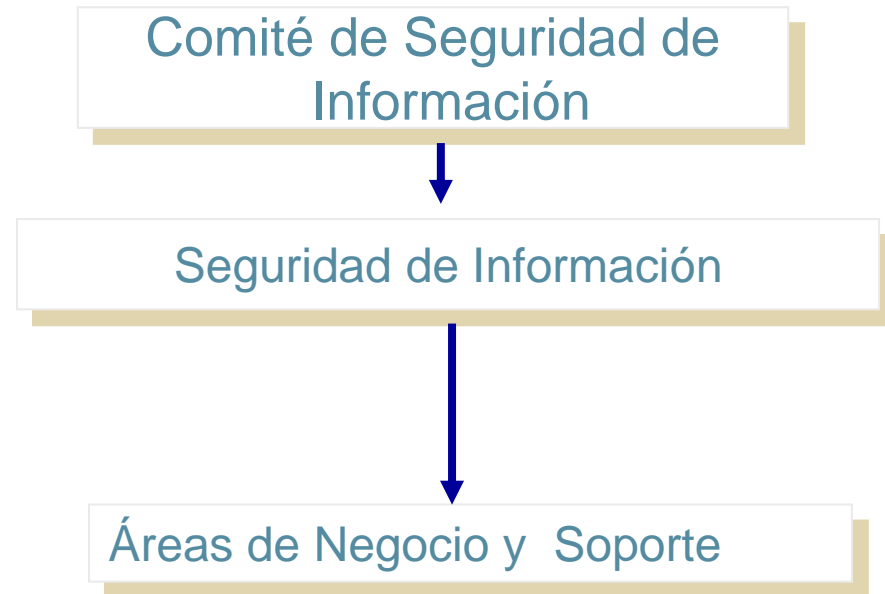 Comité de Seguridad de
Información
Seguridad de Información
Áreas de Negocio y  Soporte